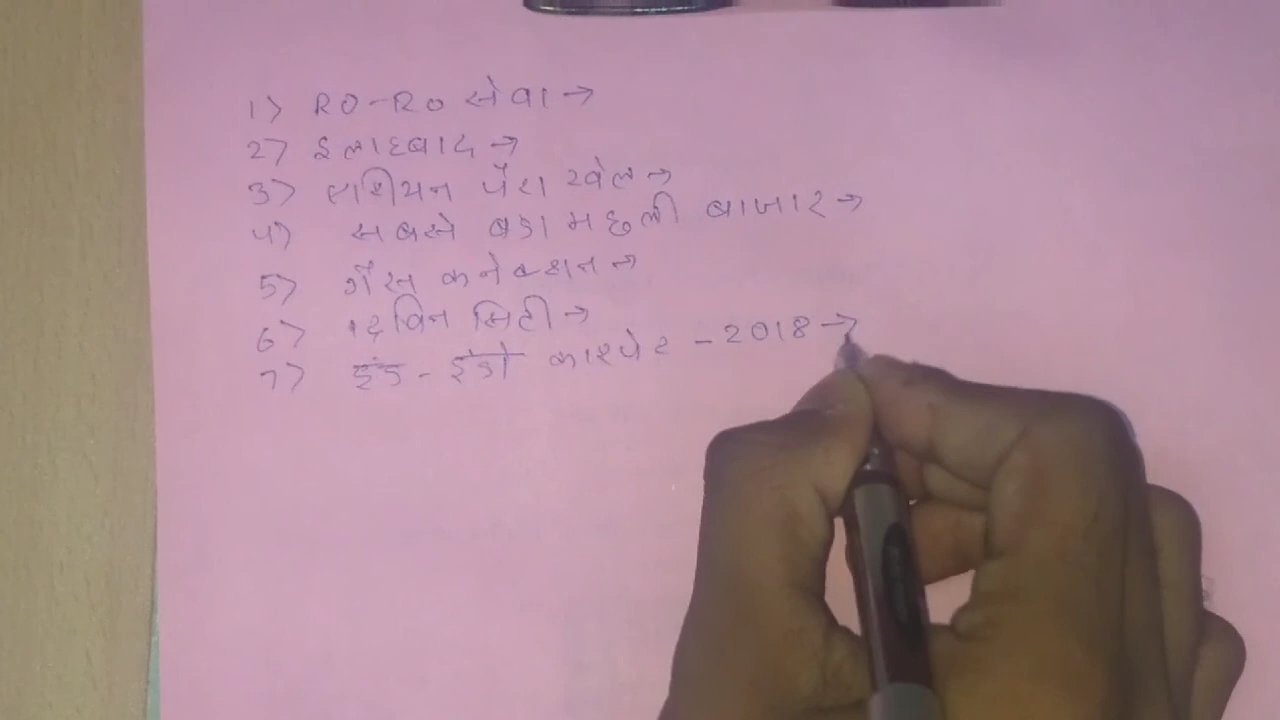 1) RO-RO सेवा →
2) इलाहबाद →
3) एशियन पैरा खेल →
4) सबसे बड़ा मछली बाजार →
5) गैस कनेक्शन →
6) ट्विन सिटी →
7) इंड - इंडो कारपेट - 2018 →